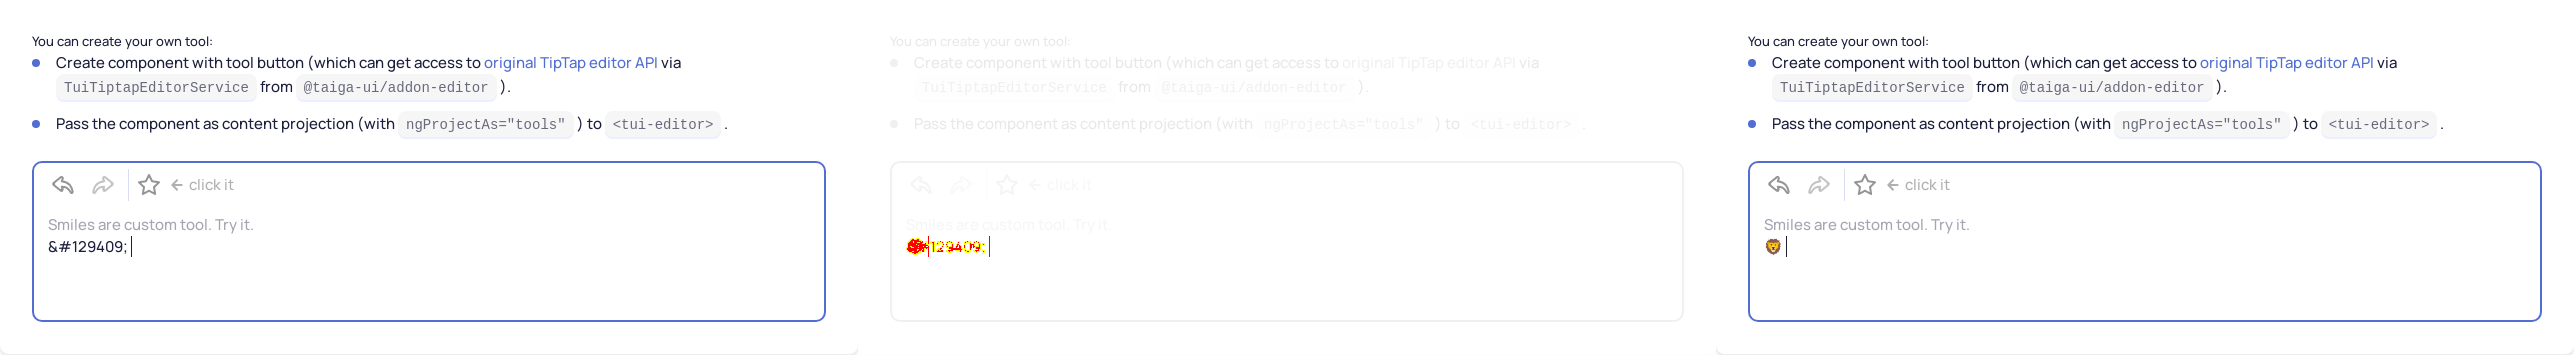 You can create your own tool:
Create component with tool button (which can get access to original TipTap editor API via
TuiTiptapEditorService from @taiga-ui/addon-editor ).
Pass the component as content projection (with ngProjectAs="tools" ) to <tui-editor> .
← click it
Smiles are custom tool. Try it.
&#129409;
You can create your own tool:
Create component with tool button (which can get access to original TipTap editor API via
TuiTiptapEditorService from @taiga-ui/addon-editor ).
Pass the component as content projection (with ngProjectAs="tools" ) to <tui-editor> .
← click it
Smiles are custom tool. Try it.
129409;
You can create your own tool:
Create component with tool button (which can get access to original TipTap editor API via
TuiTiptapEditorService from @taiga-ui/addon-editor ).
Pass the component as content projection (with ngProjectAs="tools" ) to <tui-editor> .
← click it
Smiles are custom tool. Try it.
🦁